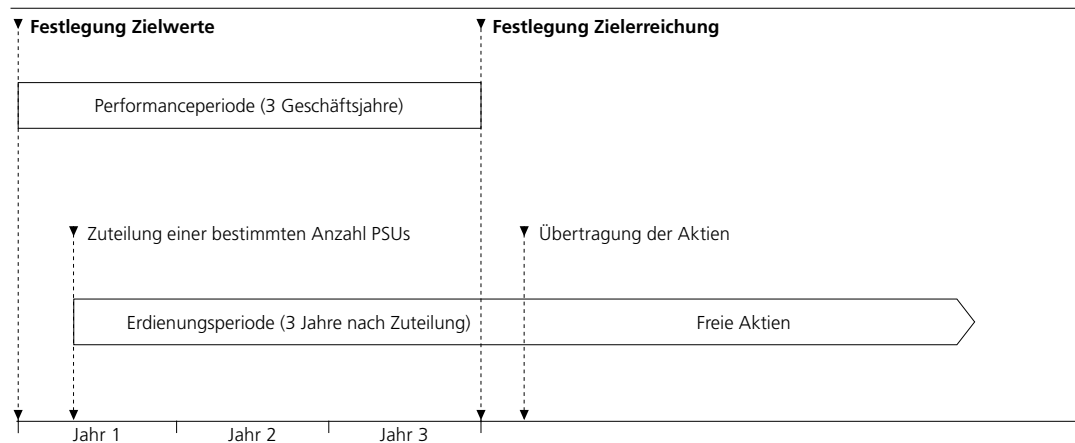 Festlegung Zielwerte
Festlegung Zielerreichung
Performanceperiode (3 Geschäftsjahre)
Zuteilung einer bestimmten Anzahl PSUs
Übertragung der Aktien
Erdienungsperiode (3 Jahre nach Zuteilung)
Freie Aktien
Jahr 1
Jahr 2
Jahr 3